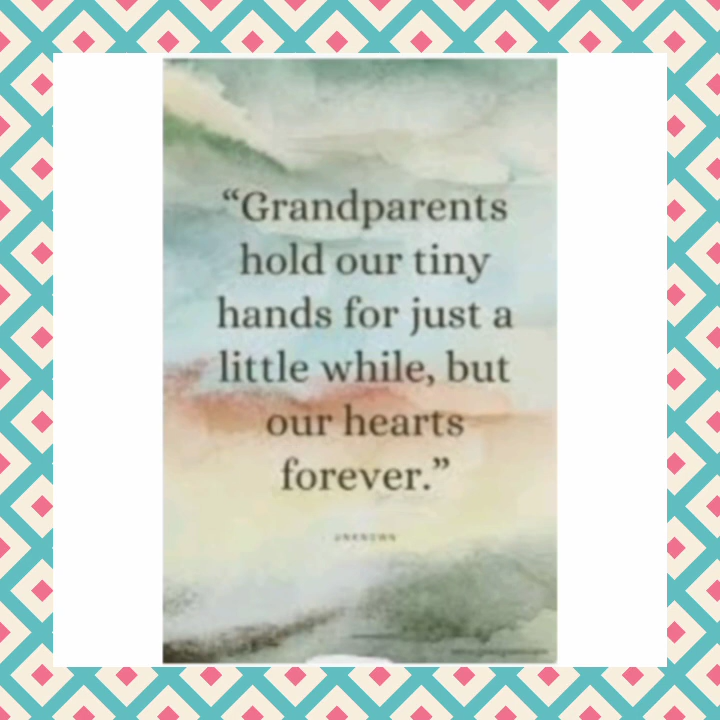 “Grandparents
hold our tiny
hands for just a
little while, but
our hearts
forever.”
UNKNOWN